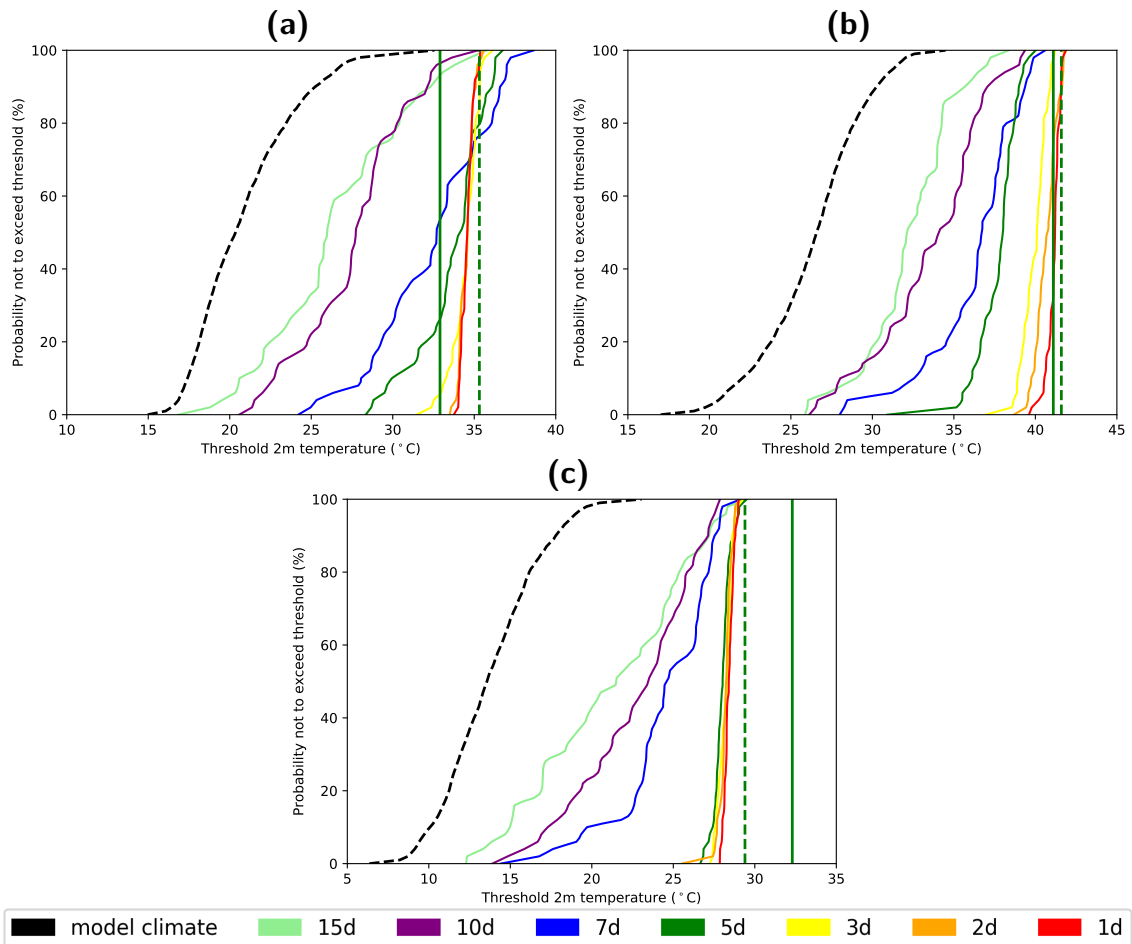 (a)
(b)
Probability not to exceed threshold (%)
100
80
60
40
20
0
10 15 20 25 30 35 40
Threshold 2m temperature (°C)
Probability not to exceed threshold (%)
100
80
60
40
20
0
15 20 25 30 35 40 45
Threshold 2m temperature (°C)
(c)
Probability not to exceed threshold (%)
100
80
60
40
20
0
5 10 15 20 25 30 35
Threshold 2m temperature (°C)
model climate 15d 10d 7d 5d 3d 2d 1d